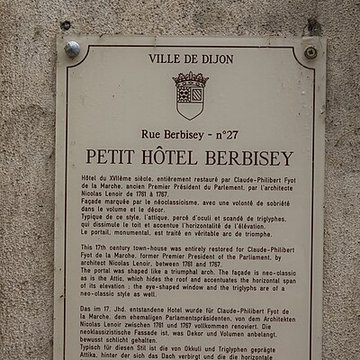 VILLE DE DIJON
Rue Berbisey - n°27
PETIT HÔTEL BERBISEY
Hôtel du XVIIème siècle, entièrement restauré par Claude-Philibert Fyot
de la Marche, ancien Premier Président du Parlement, par l'architecte
Nicolas Lenoir de 1761 à 1767.
Façade marquée par le néoclassicisme, avec une volonté de sobriété
dans le volume et le décor.
Typique de ce style, l'attique, percé d'oculi et scandé de triglyphes,
qui dissimule le toit et accentue l'horizontalité de l'élévation.
Le portail, monumental, est traité en véritable arc de triomphe.
This 17th century town-house was entirely restored for Claude-Philibert
Fyot de la Marche, former Premier President of the Parliament, by
architect Nicolas Lenoir, between 1761 and 1767.
The portal was shaped like a triumphal arch. The façade is neo-classic
as is the Attic, which hides the roof and accentuates the horizontal span
of its elevation ; the eye-shaped window and the triglyphs are of a
neo-classic style as well.
Das im 17. Jhd. entstandene Hotel wurde für Claude-Philibert Fyot de
la Marche, dem ehemaligen Parlamentspräsidenten, von dem Architekten
Nicolas Lenoir zwischen 1761 und 1767 vollkommen renoviert. Die
neoklassizistische Fassade ist, was Dekor und Volumen anbelangt,
bewusst schlicht gehalten.
Typisch für diesen Stil ist die von Okkuli und Triglyphen geprägte
Attika, hinter der sich das Dach verbirgt und die die horizontale